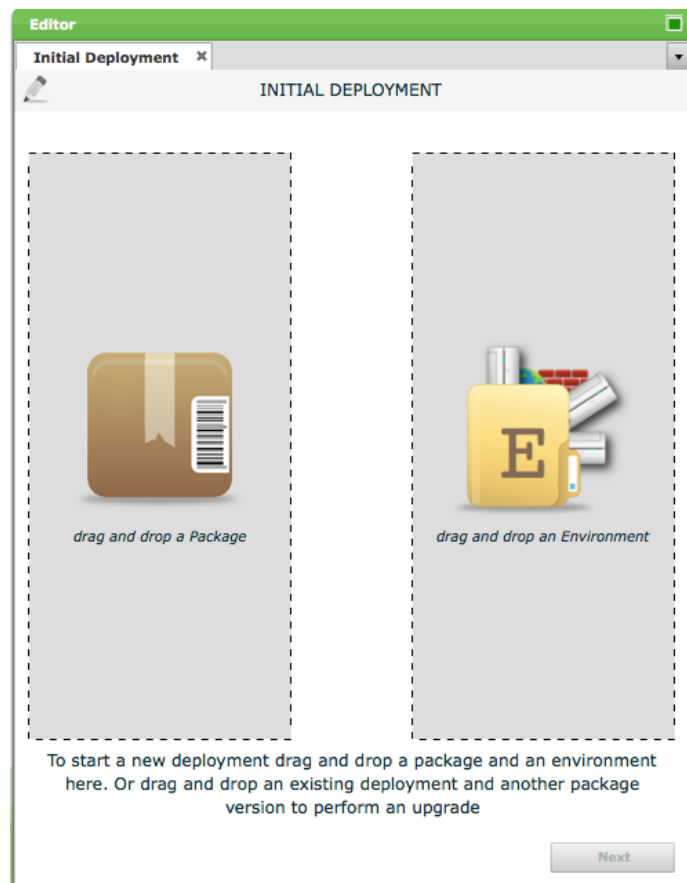 Editor
Initial Deployment
INITIAL DEPLOYMENT
E
drag and drop a Package
drag and drop an Environment
To start a new deployment drag and drop a package and an environment
here. Or drag and drop an existing deployment and another package
version to perform an upgrade
Next